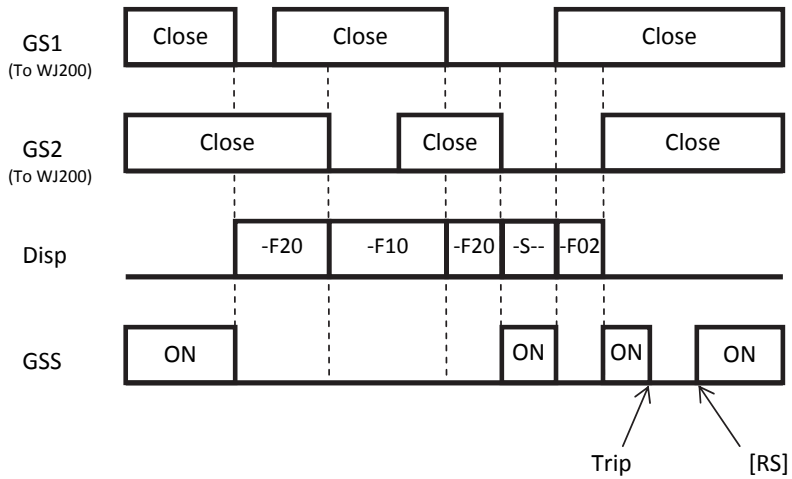 GS1
(To WJ200)
Close
Close
Close
GS2
(To WJ200)
Close
Close
Close
Disp
-F20
-F10
-F20
-S--
-F02
GSS
ON
ON
ON
ON
Trip
[RS]